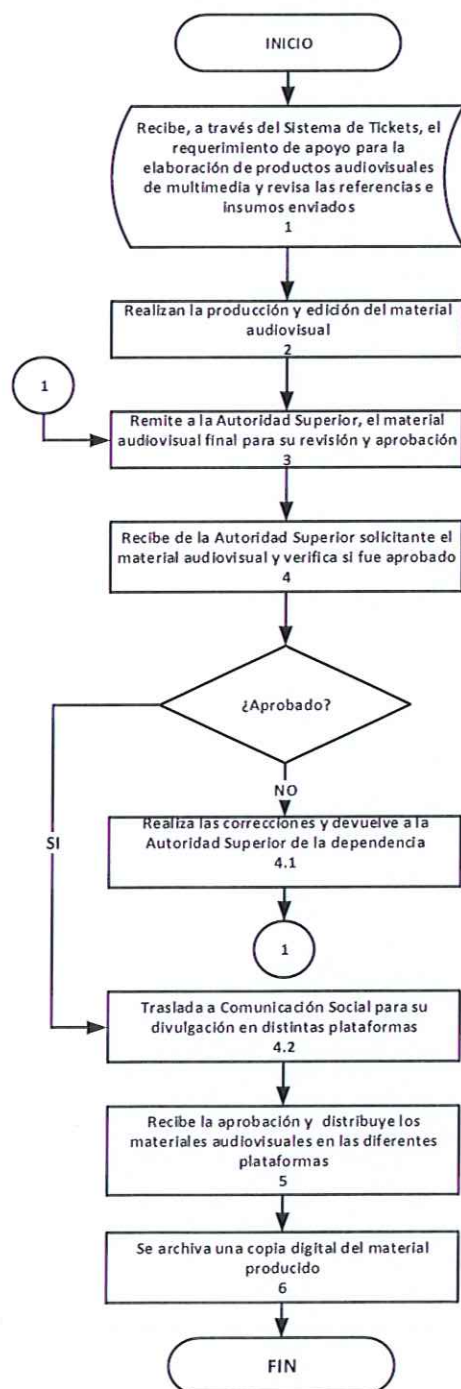 INICIO
Recibe, a través del Sistema de Tickets, el
requerimiento de apoyo para la
elaboración de productos audiovisuales
de multimedia y revisa las referencias e
insumos enviados
1
Realizan la producción y edición del material
audiovisual
2
1
Remite a la Autoridad Superior, el material
audiovisual final para su revisión y aprobación
3
Recibe de la Autoridad Superior solicitante el
material audiovisual y verifica si fue aprobado
4
¿Aprobado?
NO
SI
Realiza las correcciones y devuelve a la
Autoridad Superior de la dependencia
4.1
1
Traslada a Comunicación Social para su
divulgación en distintas plataformas
4.2
Recibe la aprobación y distribuye los
materiales audiovisuales en las diferentes
plataformas
5
Se archiva una copia digital del material
producido
6
FIN